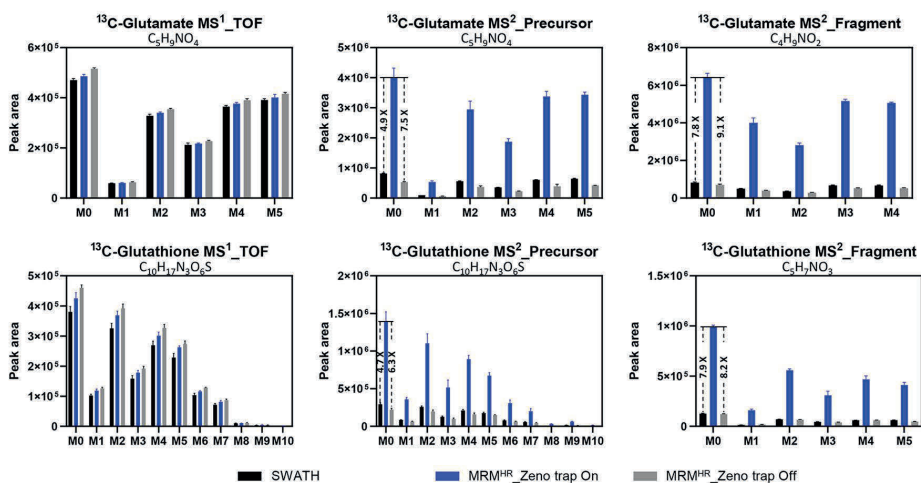 ¹³C-Glutamate MS¹_TOF
C₅H₉NO₄
Peak area
6×10⁵
4×10⁵
2×10⁵
0
M0 M1 M2 M3 M4 M5
¹³C-Glutamate MS²_Precursor
C₅H₉NO₄
Peak area
5×10⁶
4×10⁶
3×10⁶
2×10⁶
1×10⁶
0
4.9 X
7.5 X
M0 M1 M2 M3 M4 M5
¹³C-Glutamate MS²_Fragment
C₄H₉NO₂
Peak area
8×10⁶
6×10⁶
4×10⁶
2×10⁶
0
7.8 X
9.1 X
M0 M1 M2 M3 M4
¹³C-Glutathione MS¹_TOF
C₁₀H₁₇N₃O₆S
Peak area
5×10⁵
4×10⁵
3×10⁵
2×10⁵
1×10⁵
0
M0 M1 M2 M3 M4 M5 M6 M7 M8 M9 M10
¹³C-Glutathione MS²_Precursor
C₁₀H₁₇N₃O₆S
Peak area
2×10⁶
1.5×10⁶
1×10⁶
5×10⁵
0
4.7 X
6.3 X
M0 M1 M2 M3 M4 M5 M6 M7 M8 M9 M10
¹³C-Glutathione MS²_Fragment
C₅H₇NO₃
Peak area
1.5×10⁶
1×10⁶
5×10⁵
0
7.9 X
8.2 X
M0 M1 M2 M3 M4 M5
SWATH
MRMᴴᴿ_Zeno trap On
MRMᴴᴿ_Zeno trap Off